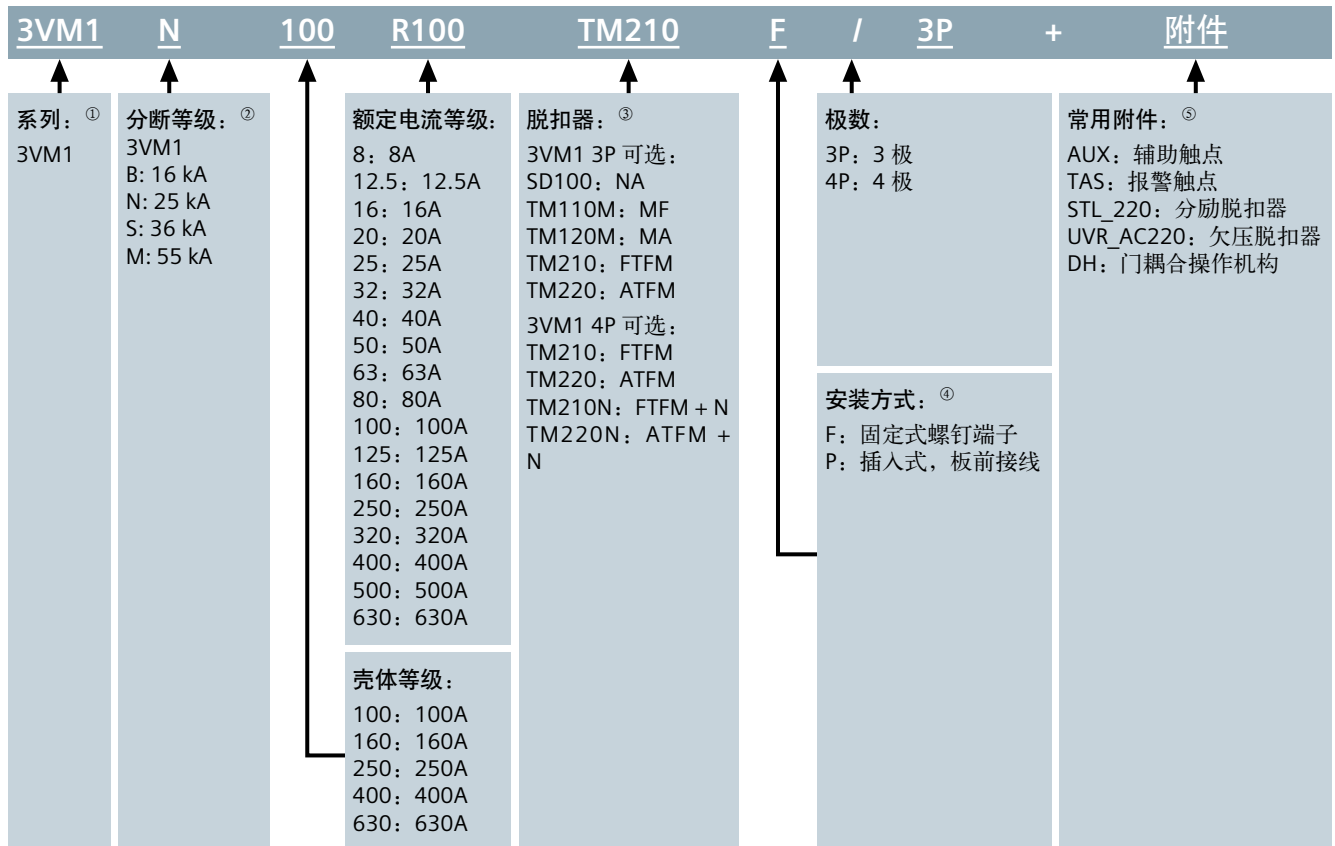 3VM1 N 100 R100 TM210 F / 3P + 附件
系列：①
3VM1
分断等级：②
3VM1
B: 16 kA
N: 25 kA
S: 36 kA
M: 55 kA
额定电流等级：
8：8A
12.5：12.5A
16：16A
20：20A
25：25A
32：32A
40：40A
50：50A
63：63A
80：80A
100：100A
125：125A
160：160A
250：250A
320：320A
400：400A
500：500A
630：630A
壳体等级：
100：100A
160：160A
250：250A
400：400A
630：630A
脱扣器：③
3VM1 3P 可选：
SD100：NA
TM110M：MF
TM120M：MA
TM210：FTFM
TM220：ATFM
3VM1 4P 可选：
TM210：FTFM
TM220：ATFM
TM210N：FTFM + N
TM220N：ATFM +
N
极数：
3P：3 极
4P：4 极
安装方式：④
F：固定式螺钉端子
P：插入式，板前接线
常用附件：⑤
AUX：辅助触点
TAS：报警触点
STL_220：分励脱扣器
UVR_AC220：欠压脱扣器
DH：门耦合操作机构